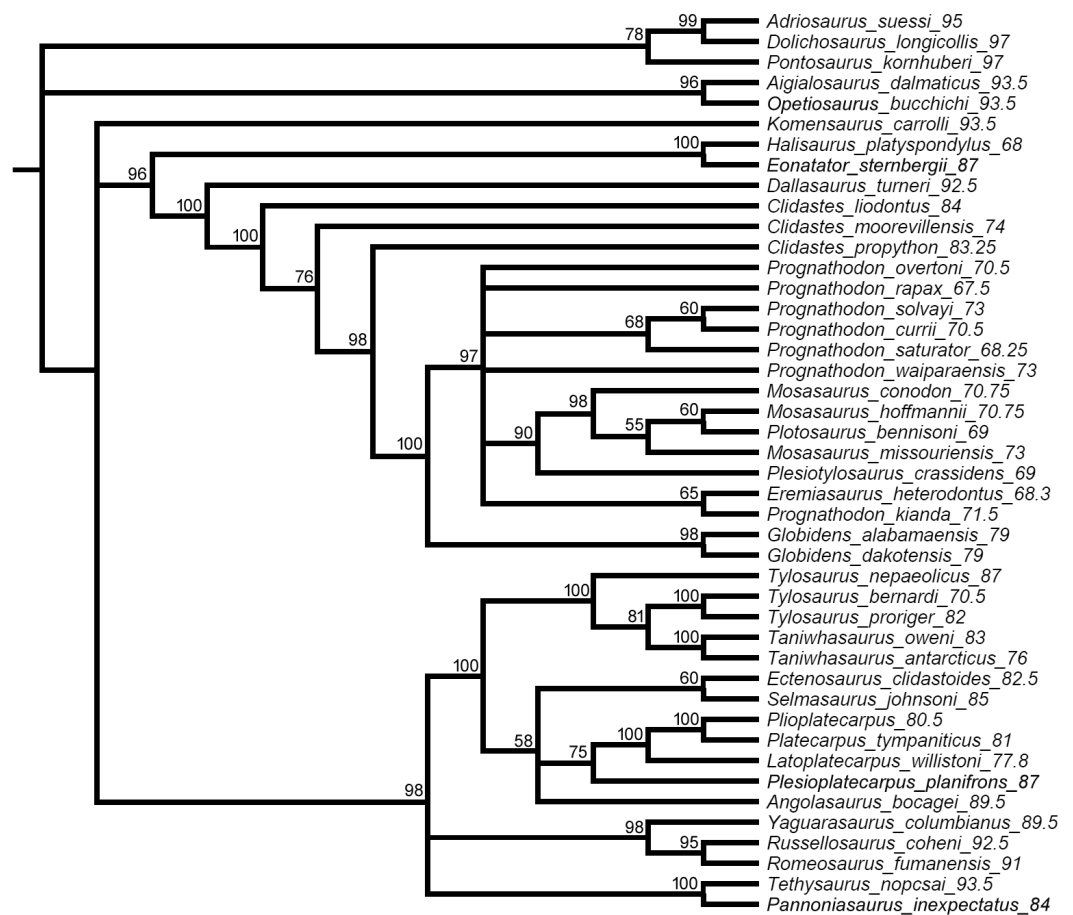 99
Adriosaurus_suessi_95
78
Dolichosaurus_longicollis_97
Pontosaurus_kornhuberi_97
96
Aigialosaurus_dalmaticus_93.5
Opetiosaurus_bucchichi_93.5
Komensaurus_carrolli_93.5
100
Halisaurus_platyspondylus_68
96
Eonatator_sternbergii_87
100
Dallasaurus_turneri_92.5
100
Clidastes_liodontus_84
76
Clidastes_moorevillensis_74
98
Clidastes_propython_83.25
97
Prognathodon_overtoni_70.5
Prognathodon_rapax_67.5
60
Prognathodon_solvayi_73
68
Prognathodon_currii_70.5
Prognathodon_saturator_68.25
Prognathodon_waiparaensis_73
98
Mosasaurus_conodon_70.75
60
Mosasaurus_hoffmannii_70.75
90
55
Plotosaurus_bennisoni_69
100
Mosasaurus_missouriensis_73
Plesiotylosaurus_crassidens_69
65
Eremiasaurus_heterodontus_68.3
Prognathodon_kianda_71.5
98
Globidens_alabamaensis_79
Globidens_dakotensis_79
100
Tylosaurus_nepaeolicus_87
100
Tylosaurus_bernardi_70.5
81
Tylosaurus_proriger_82
100
Taniwhasaurus_oweni_83
100
Taniwhasaurus_antarcticus_76
60
Ectenosaurus_clidastoides_82.5
Selmasaurus_johnsoni_85
100
Plioplatecarpus_80.5
58
100
Platecarpus_tympaniticus_81
75
Latoplatecarpus_willistoni_77.8
Plesioplatecarpus_planifrons_87
98
Angolasaurus_bocagei_89.5
98
Yaguarasaurus_columbianus_89.5
95
Russellosaurus_coheni_92.5
Romeosaurus_fumanensis_91
100
Tethysaurus_nopcsai_93.5
Pannoniasaurus_inexpectatus_84